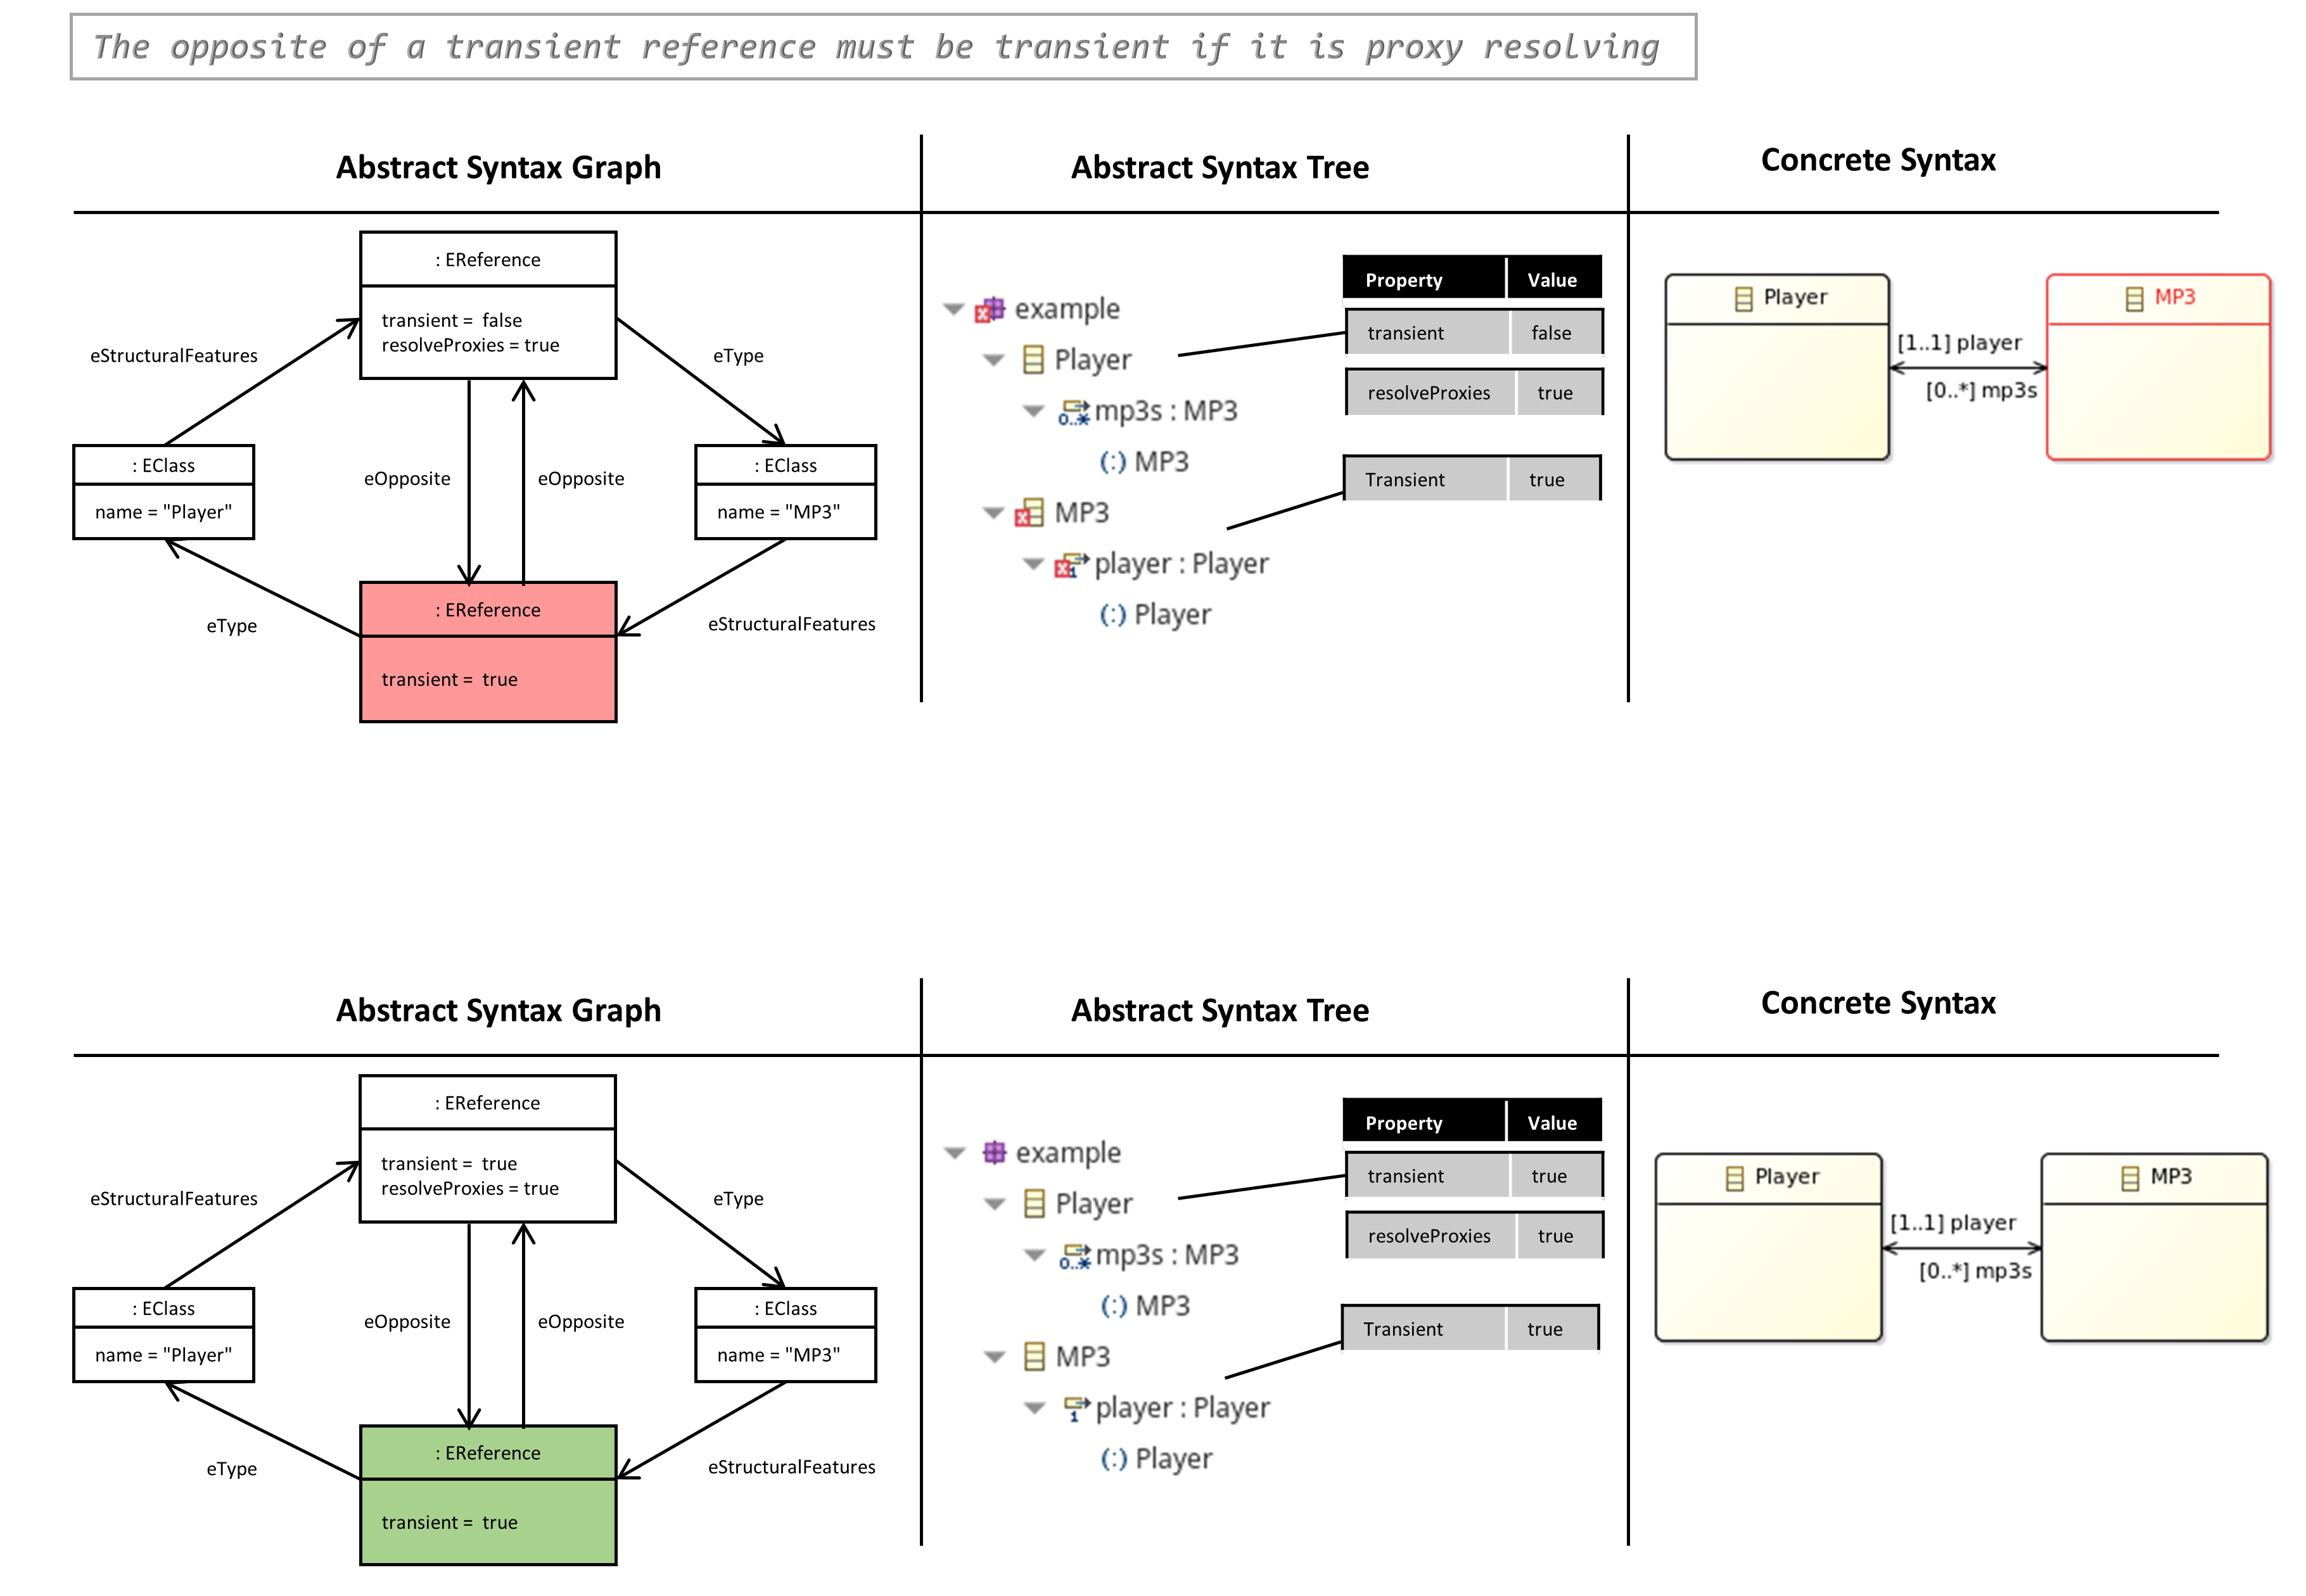 The opposite of a transient reference must be transient if it is proxy resolving
Abstract Syntax Graph
Abstract Syntax Tree
Concrete Syntax
: EReference
transient =  false
resolveProxies = true
eStructuralFeatures
eType
: EClass
name = "Player"
eOpposite
eOpposite
: EClass
name = "MP3"
: EReference
transient =  true
eType
eStructuralFeatures
example
Player
0..* mp3s : MP3
(:) MP3
MP3
1 player : Player
(:) Player
Property Value
transient false
resolveProxies true
Transient true
Player
MP3
[1..1] player
[0..*] mp3s
Abstract Syntax Graph
Abstract Syntax Tree
Concrete Syntax
: EReference
transient =  true
resolveProxies = true
eStructuralFeatures
eType
: EClass
name = "Player"
eOpposite
eOpposite
: EClass
name = "MP3"
: EReference
transient =  true
eType
eStructuralFeatures
example
Player
0..* mp3s : MP3
(:) MP3
MP3
1 player : Player
(:) Player
Property Value
transient true
resolveProxies true
Transient true
Player
MP3
[1..1] player
[0..*] mp3s